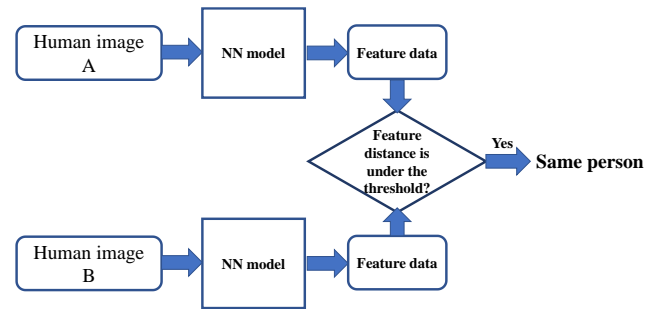 Human image
A
NN model
Feature data
Feature
distance is
under the
threshold?
Yes
Same person
Human image
B
NN model
Feature data